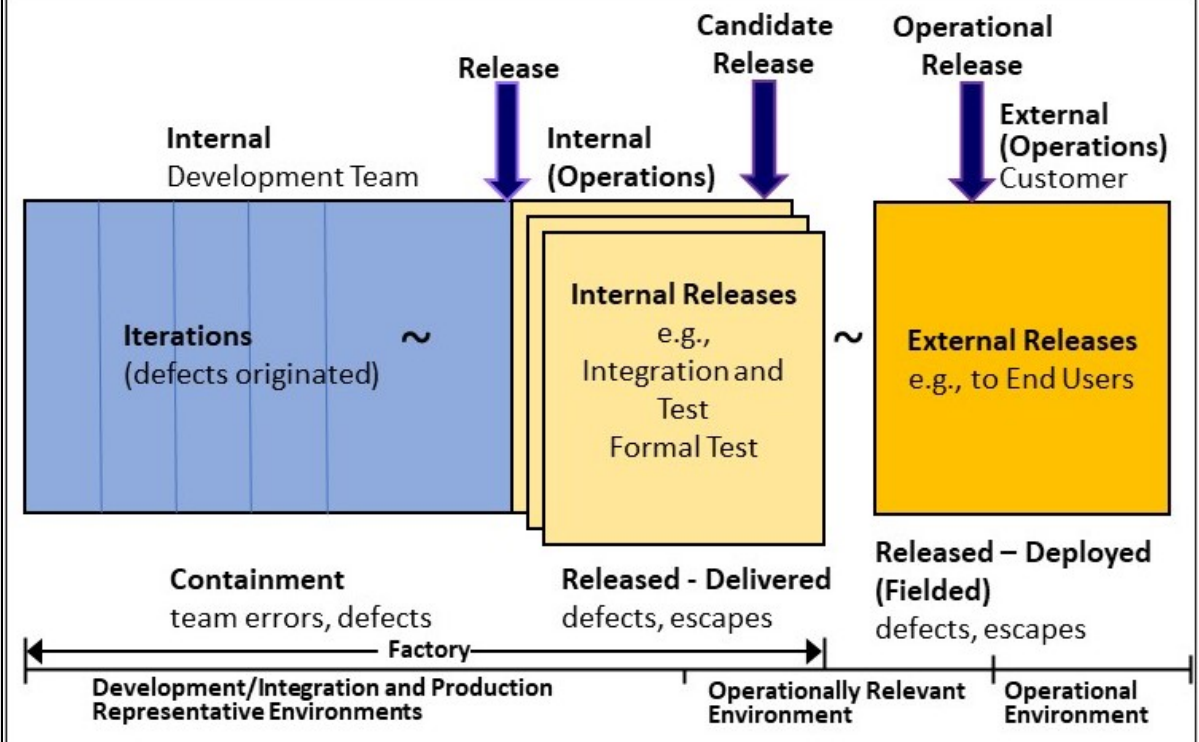 Release
Candidate
Release
Operational
Release
Internal
Development Team
Internal
(Operations)
External
(Operations)
Customer
Iterations
(defects originated)
~
Internal Releases
e.g.,
Integration and
Test
Formal Test
~
External Releases
e.g., to End Users
Containment
team errors, defects
Released - Delivered
defects, escapes
Released – Deployed
(Fielded)
defects, escapes
Factory
Development/Integration and Production
Representative Environments
Operationally Relevant
Environment
Operational
Environment